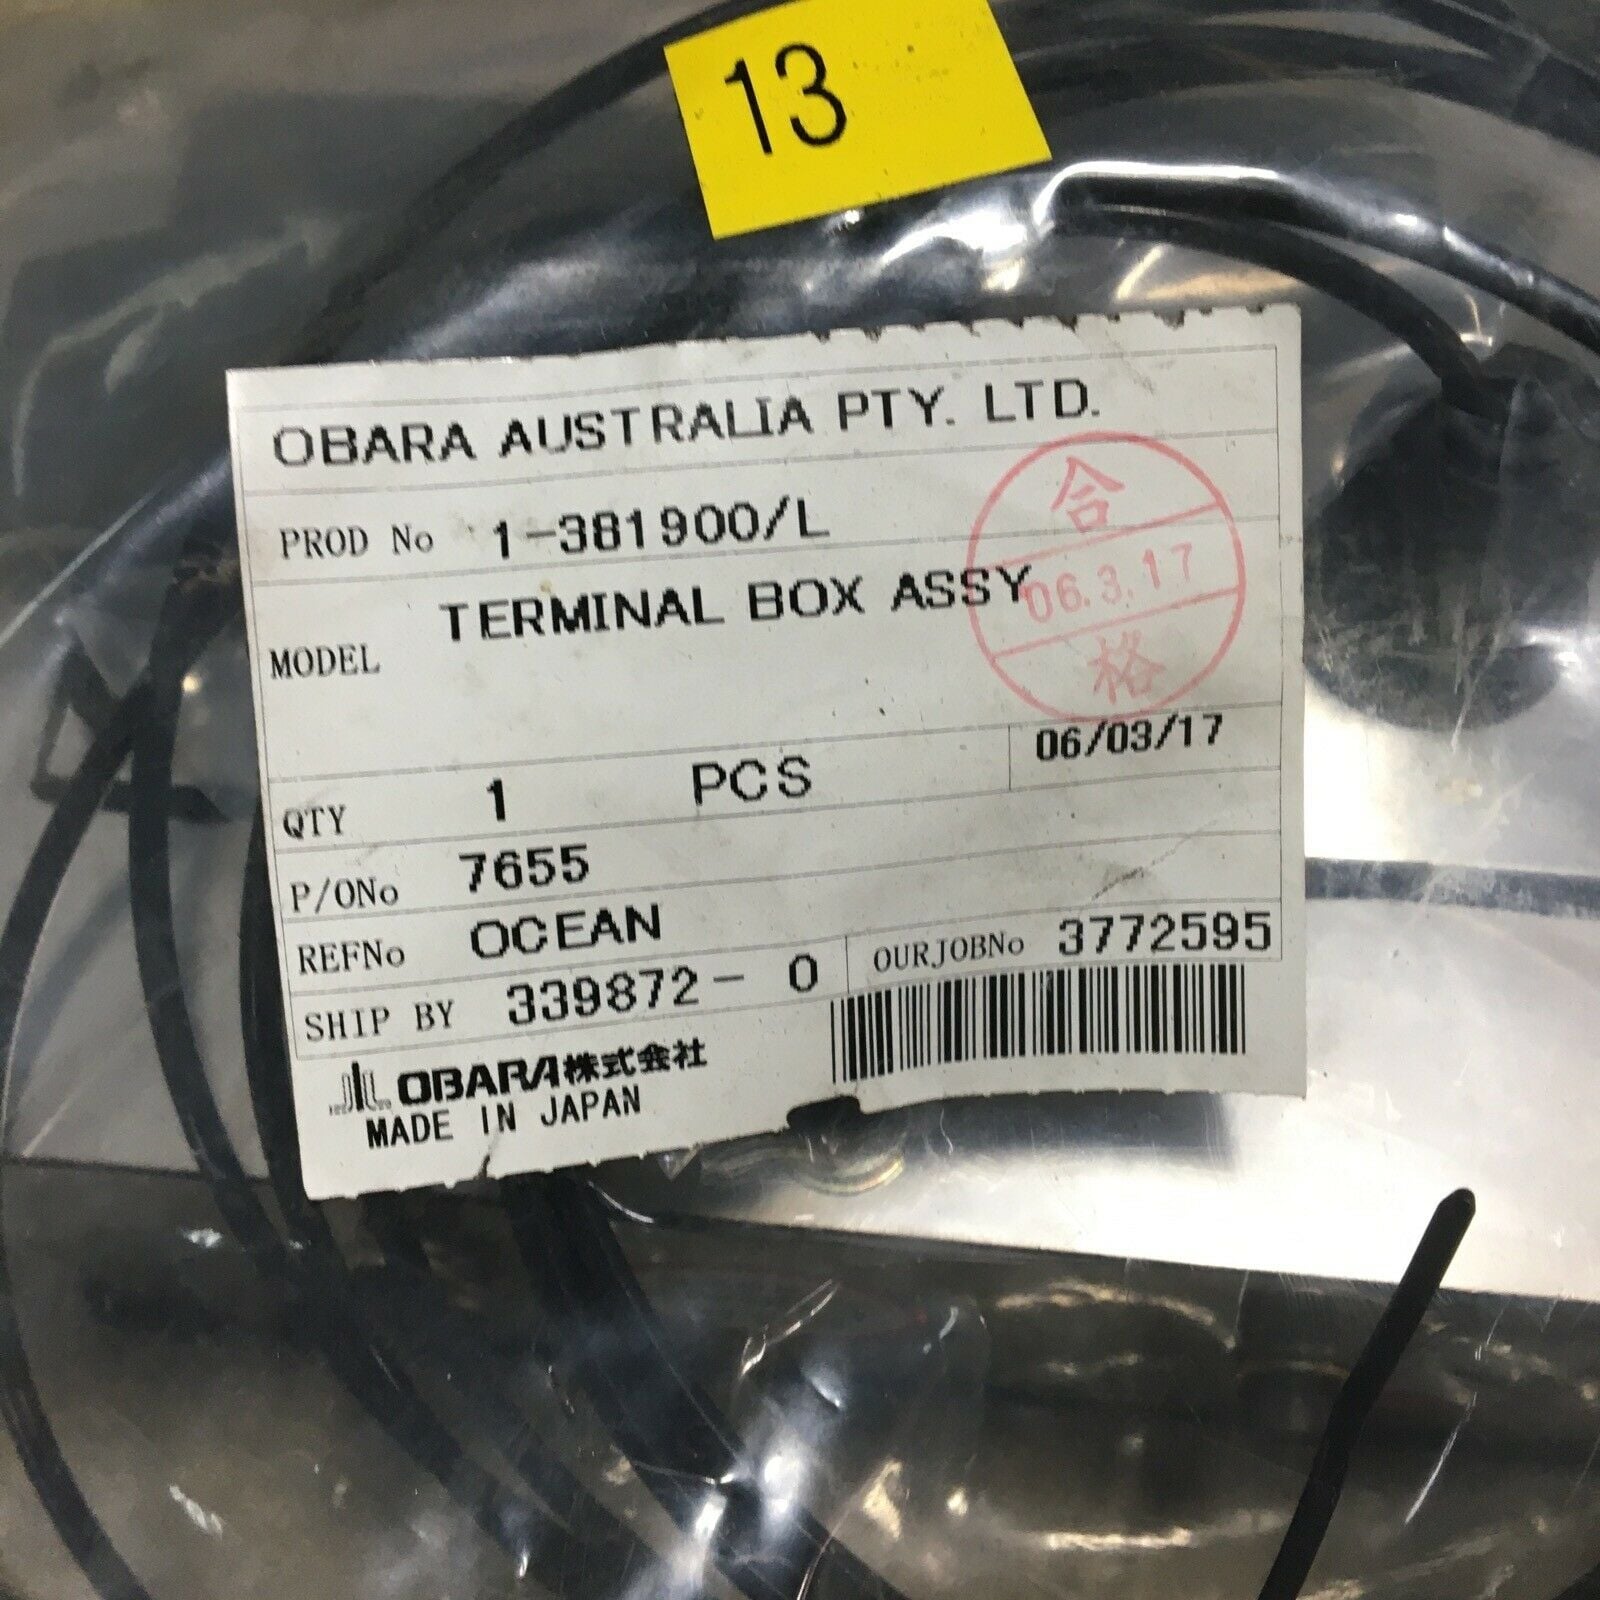 13
OBARA AUSTRALIA PTY. LTD.
PROD No 1-381900/L
MODEL TERMINAL BOX ASSY
合
06.3.17
格
06/03/17
QTY 1 PCS
P/ONo 7655
REFNo OCEAN
SHIP BY 339872- 0 OURJOBNo 3772595
OBARA株式会社
MADE IN JAPAN